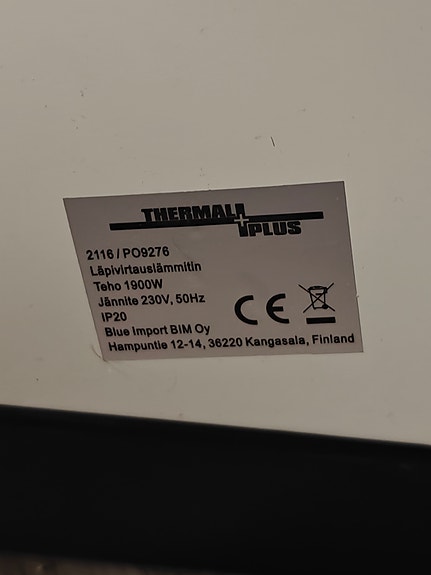 THERMAL
PLUS
2116 / PO9276
Läpivirtauslämmitin
Teho 1900W
Jännite 230V, 50Hz
IP20
CE
Blue Import BIM Oy
Hampuntie 12-14, 36220 Kangasala, Finland